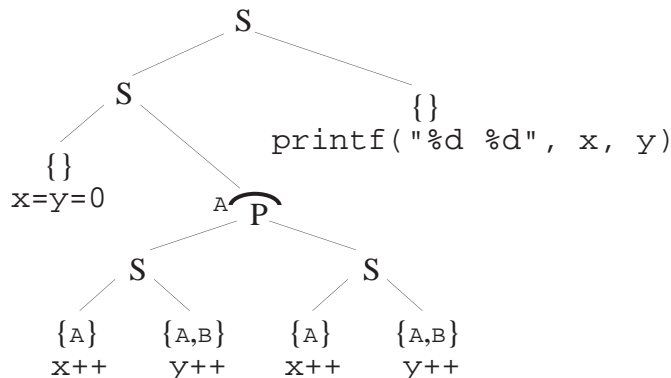 S
S
{}
printf("%d %d", x, y)
{}
x=y=0
A
P
S S
{A} {A,B} {A} {A,B}
x++ y++ x++ y++